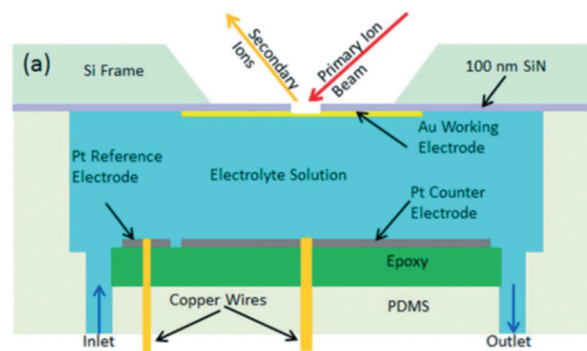 (a)
Si Frame
Secondary
Ions
Primary Ion
Beam
100 nm SiN
Au Working
Electrode
Pt Reference
Electrode
Electrolyte Solution
Pt Counter
Electrode
Epoxy
Copper Wires
PDMS
Inlet
Outlet